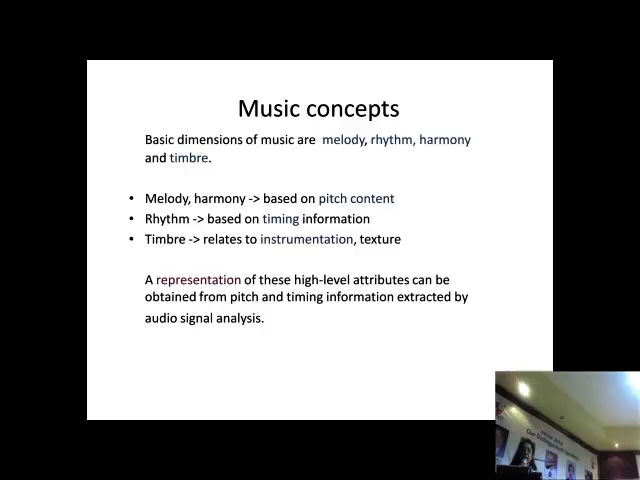 Music concepts
Basic dimensions of music are melody, rhythm, harmony
and timbre.
• Melody, harmony -> based on pitch content
• Rhythm -> based on timing information
• Timbre -> relates to instrumentation, texture
A representation of these high-level attributes can be
obtained from pitch and timing information extracted by
audio signal analysis.
Our Distinguished